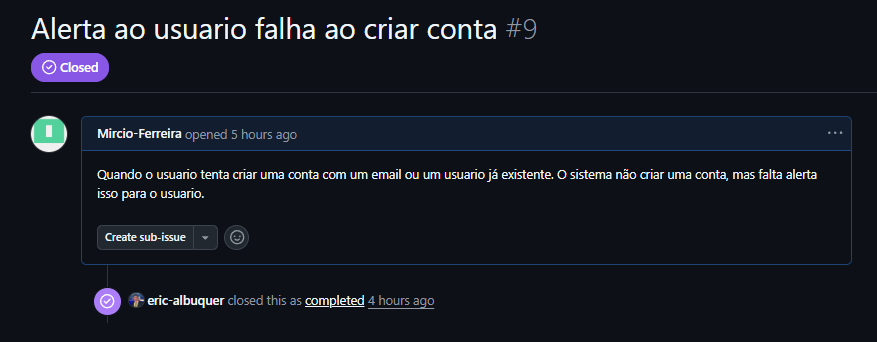 Alerta ao usuario falha ao criar conta #9
Closed
Mircio-Ferreira opened 5 hours ago
Quando o usuario tenta criar uma conta com um email ou um usuario já existente. O sistema não criar uma conta, mas falta alerta
isso para o usuario.
Create sub-issue
eric-albuquer closed this as completed 4 hours ago